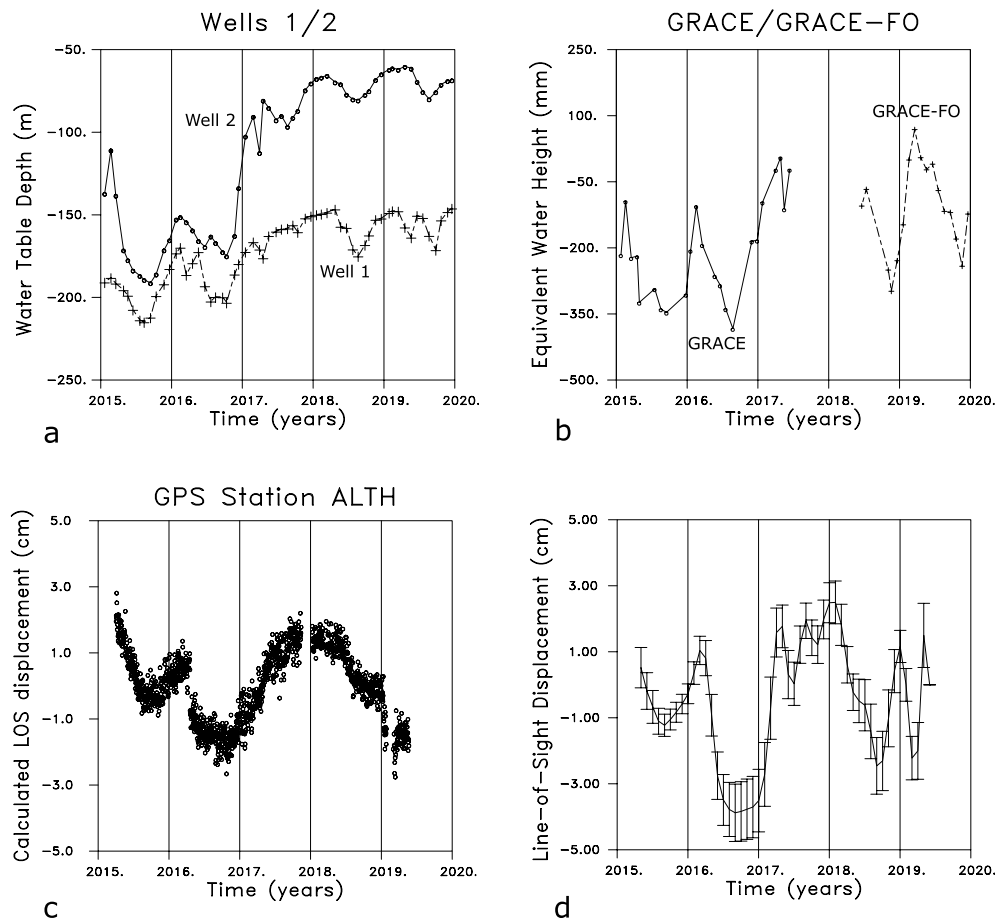 Wells 1/2
Water Table Depth (m)
-50.
-100.
-150.
-200.
-250.
Well 2
Well 1
2015. 2016. 2017. 2018. 2019. 2020.
Time (years)
a
GRACE/GRACE-FO
Equivalent Water Height (mm)
250.
100.
-50.
-200.
-350.
-500.
GRACE-FO
GRACE
2015. 2016. 2017. 2018. 2019. 2020.
Time (years)
b
GPS Station ALTH
Calculated LOS displacement (cm)
5.0
3.0
1.0
-1.0
-3.0
-5.0
2015. 2016. 2017. 2018. 2019. 2020.
Time (years)
c
Line-of-Sight Displacement (cm)
5.00
3.00
1.00
-1.00
-3.00
-5.00
2015. 2016. 2017. 2018. 2019. 2020.
Time (years)
d